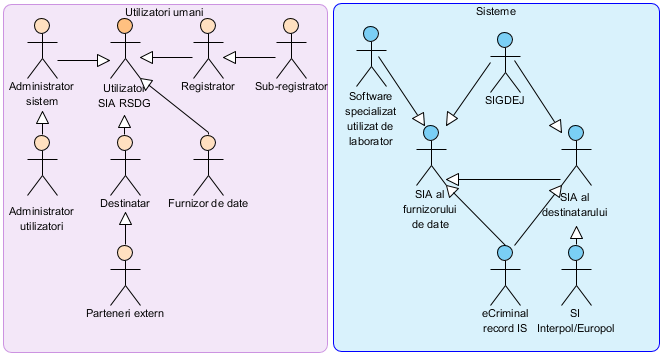 Utilizatori umani
Administrator
sistem
Utilizator
SIA RSDG
Registrator
Sub-registrator
Administrator
utilizatori
Destinatar
Furnizor de date
Parteneri extern
Sisteme
Software
specializat
utilizat de
laborator
SIGDEJ
SIA al
furnizorului
de date
SIA al
destinatarului
eCriminal
record IS
SI
Interpol/Europol